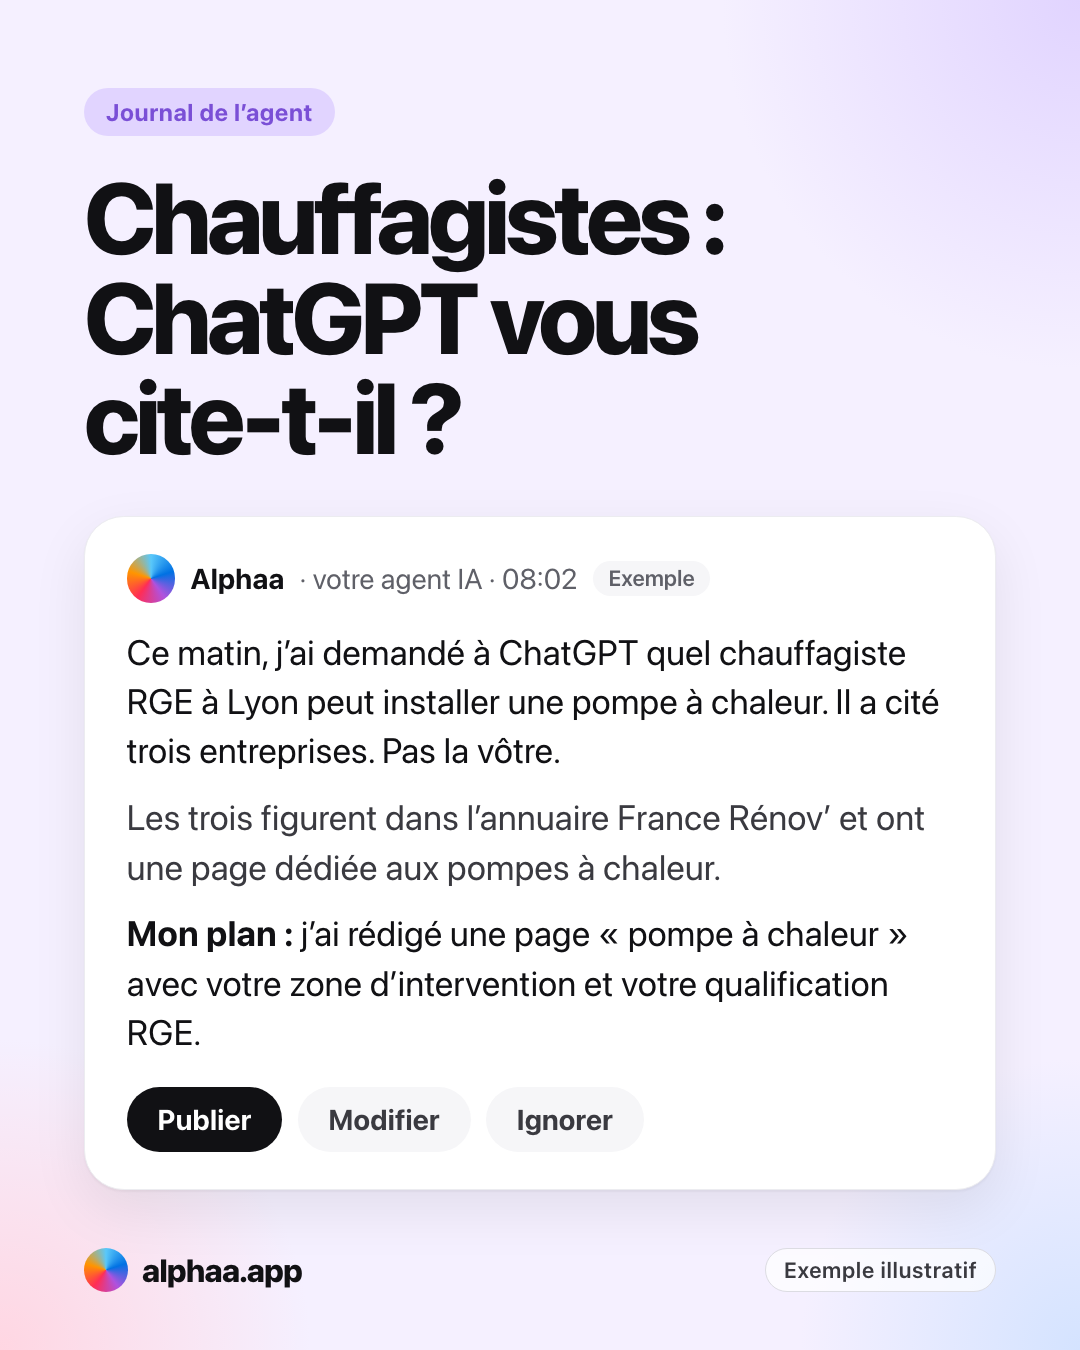 Journal de l’agent
Chauffagistes :
ChatGPT vous
cite-t-il ?
Alphaa · votre agent IA · 08:02 Exemple
Ce matin, j’ai demandé à ChatGPT quel chauffagiste
RGE à Lyon peut installer une pompe à chaleur. Il a cité
trois entreprises. Pas la vôtre.
Les trois figurent dans l’annuaire France Rénov’ et ont
une page dédiée aux pompes à chaleur.
Mon plan : j’ai rédigé une page « pompe à chaleur »
avec votre zone d’intervention et votre qualification
RGE.
Publier Modifier Ignorer
alphaa.app Exemple illustratif